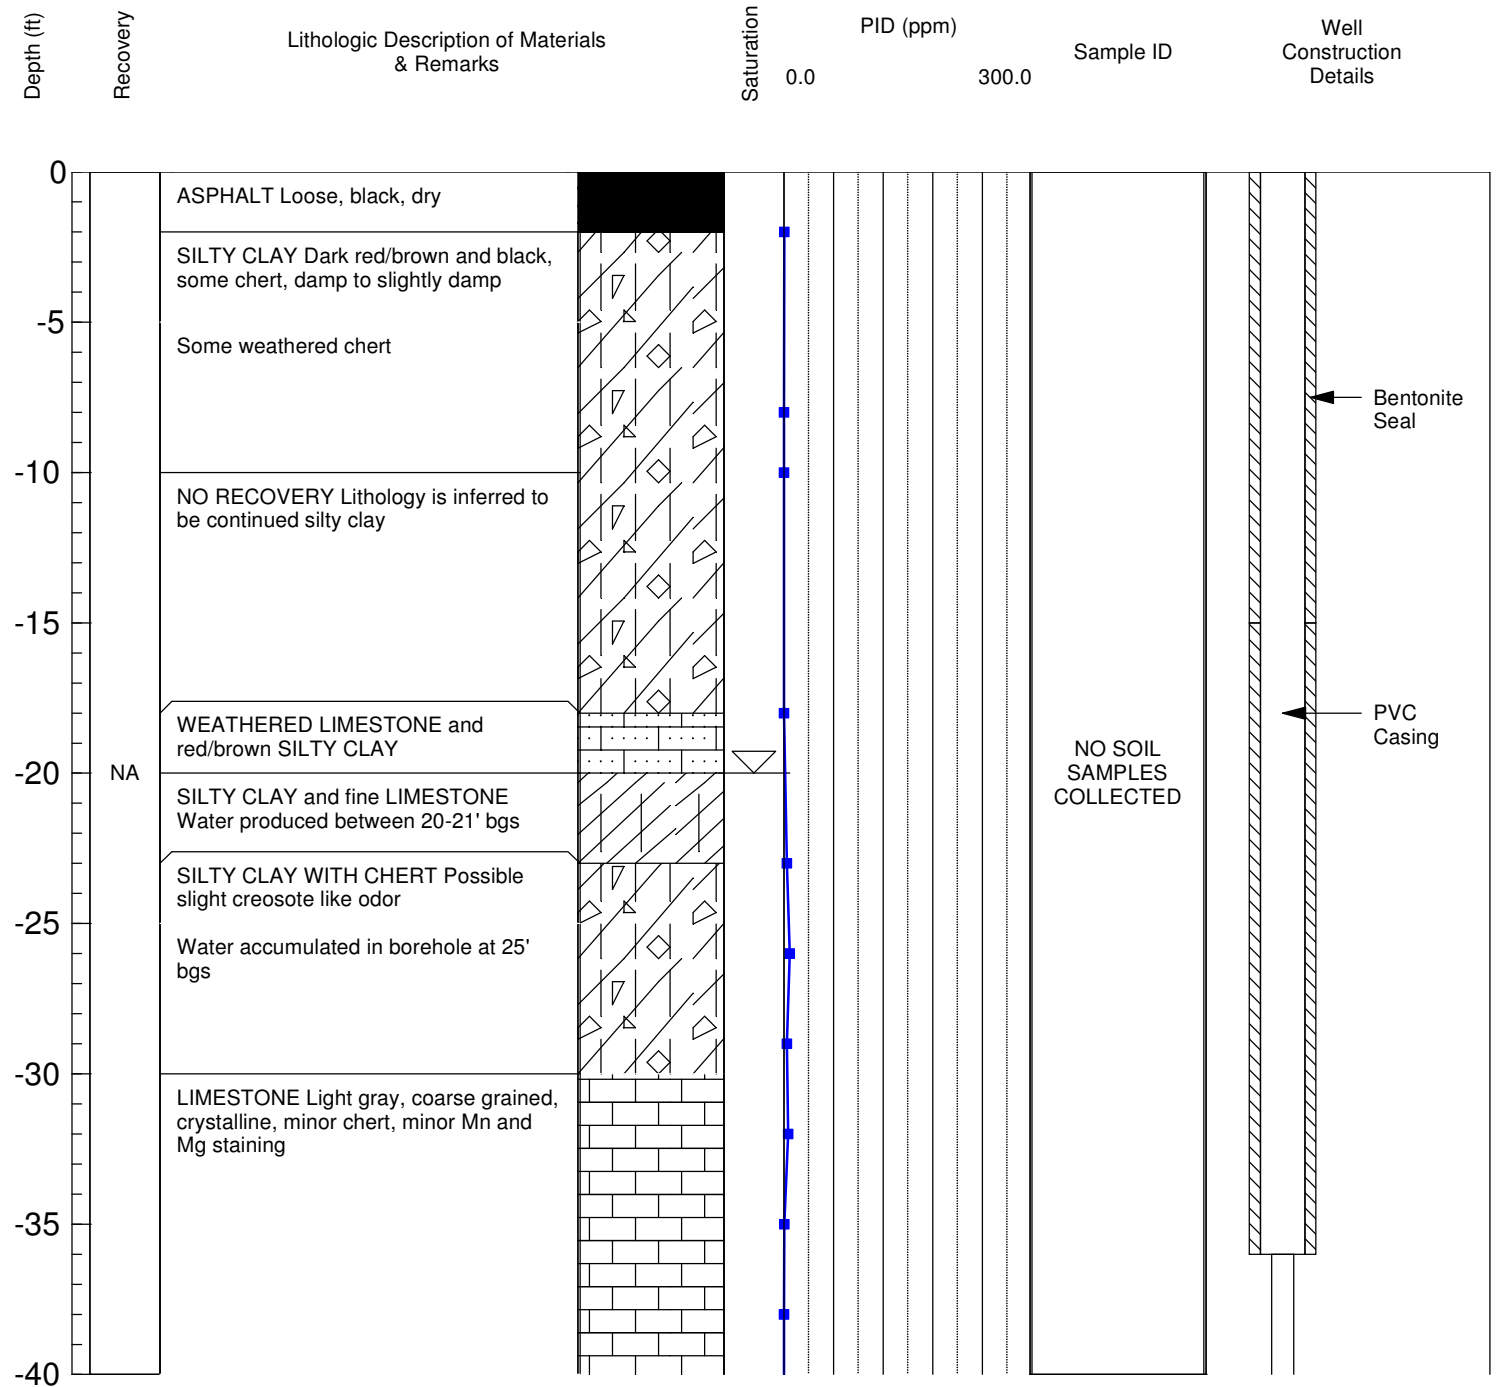 Depth (ft)
Recovery
Lithologic Description of Materials
& Remarks
Saturation
PID (ppm)
0.0
300.0
Sample ID
Well
Construction
Details
0
ASPHALT Loose, black, dry
SILTY CLAY Dark red/brown and black,
some chert, damp to slightly damp
-5
Some weathered chert
Bentonite
Seal
-10
NO RECOVERY Lithology is inferred to
be continued silty clay
-15
WEATHERED LIMESTONE and
red/brown SILTY CLAY
PVC
Casing
-20
NA
NO SOIL
SAMPLES
COLLECTED
SILTY CLAY and fine LIMESTONE
Water produced between 20-21' bgs
SILTY CLAY WITH CHERT Possible
slight creosote like odor
-25
Water accumulated in borehole at 25'
bgs
-30
LIMESTONE Light gray, coarse grained,
crystalline, minor chert, minor Mn and
Mg staining
-35
-40